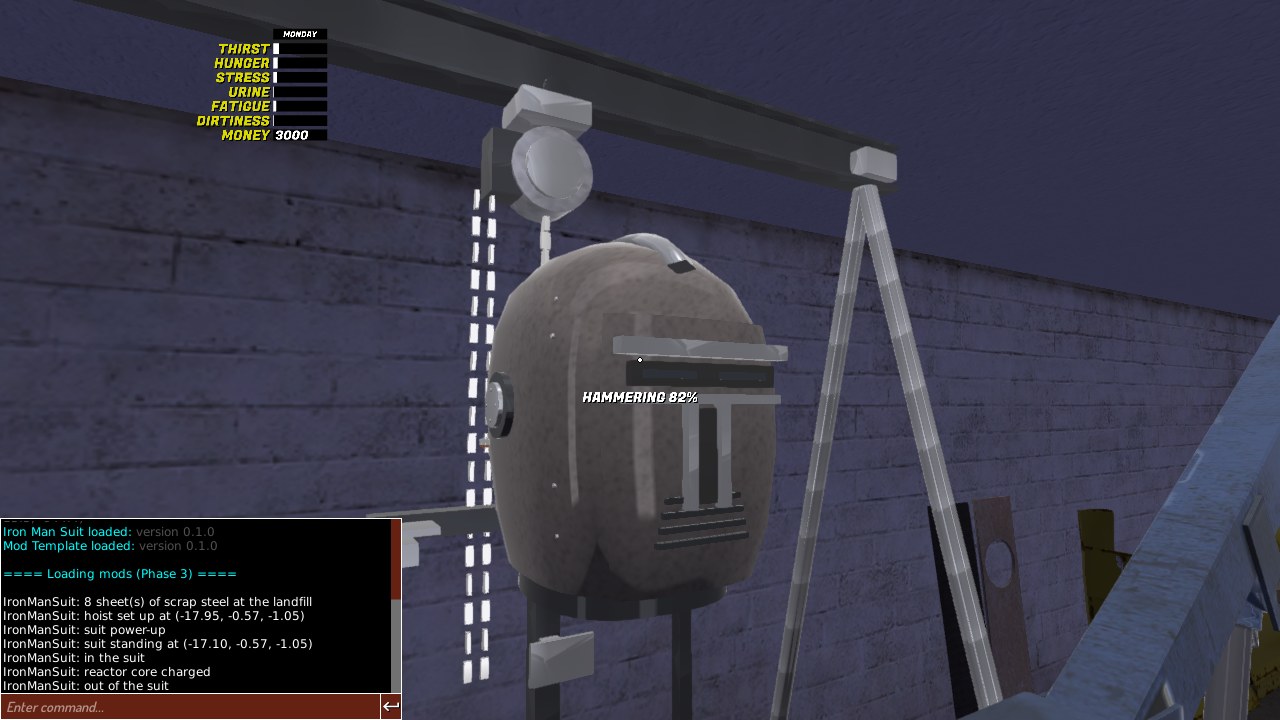 MONDAY
THIRST
HUNGER
STRESS
URINE
FATIGUE
DIRTINESS
MONEY 3000
HAMMERING 82%
Iron Man Suit loaded: version 0.1.0
Mod Template loaded: version 0.1.0
==== Loading mods (Phase 3) ====
IronManSuit: 8 sheet(s) of scrap steel at the landfill
IronManSuit: hoist set up at (-17.95, -0.57, -1.05)
IronManSuit: suit power-up
IronManSuit: suit standing at (-17.10, -0.57, -1.05)
IronManSuit: in the suit
IronManSuit: reactor core charged
IronManSuit: out of the suit
Enter command...